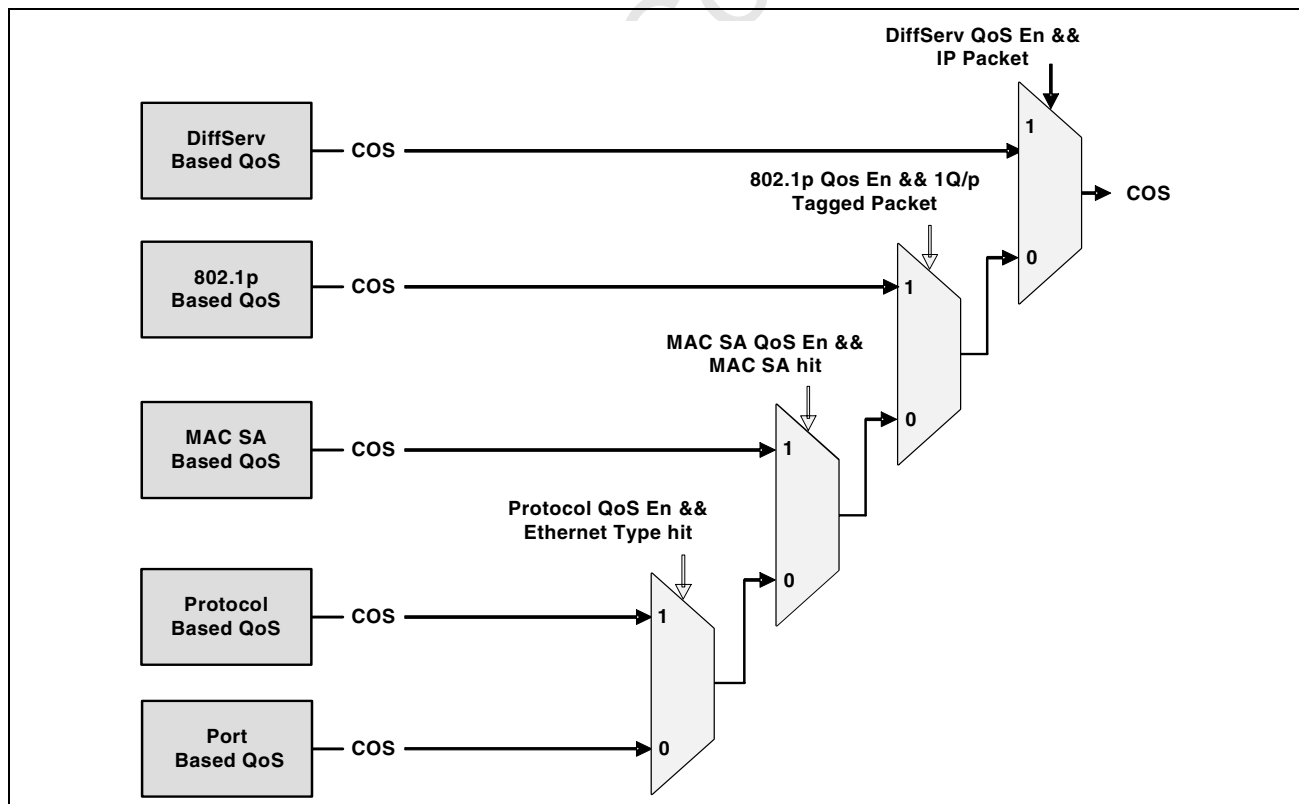 DiffServ QoS En &&
IP Packet
DiffServ
Based QoS
COS
1
802.1p Qos En && 1Q/p
Tagged Packet
COS
0
802.1p
Based QoS
COS
1
MAC SA QoS En &&
MAC SA hit
0
MAC SA
Based QoS
COS
1
Protocol QoS En &&
Ethernet Type hit
0
Protocol
Based QoS
COS
1
Port
Based QoS
COS
0